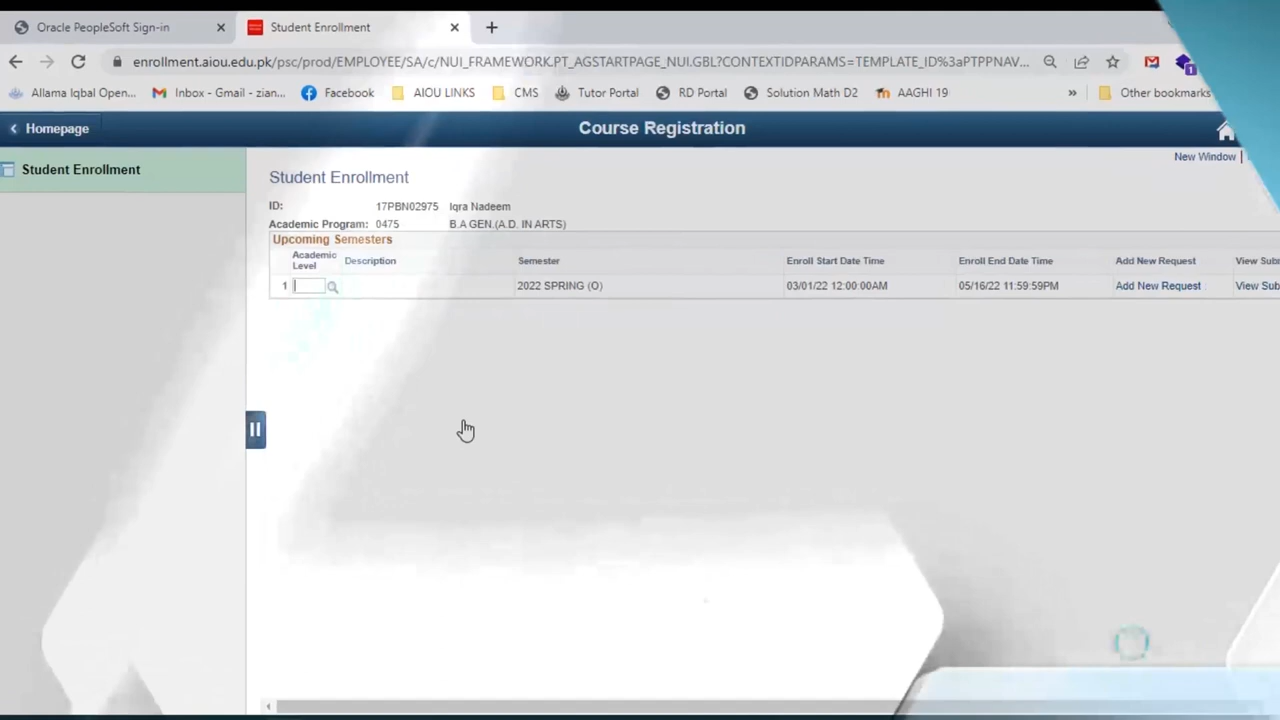 Oracle PeopleSoft Sign-in
Student Enrollment
enrollment.aiou.edu.pk/psc/prod/EMPLOYEE/SA/c/NUI_FRAMEWORK.PT_AGSTARTPAGE_NUI.GBL?CONTEXTIDPARAMS=TEMPLATE_ID%3aPTPPNAV...
1
Allama Iqbal Open... Inbox - Gmail - zian... Facebook AIOU LINKS CMS Tutor Portal RD Portal Solution Math D2 AAGHI 19 » Other bookmarks
Homepage
Course Registration
New Window |
Student Enrollment
Student Enrollment
ID: 17PBN02975 Iqra Nadeem
Academic Program: 0475 B.A GEN.(A.D. IN ARTS)
Upcoming Semesters
Academic Level Description Semester Enroll Start Date Time Enroll End Date Time Add New Request View Sub
1 2022 SPRING (O) 03/01/22 12:00:00AM 05/16/22 11:59:59PM Add New Request View Sub